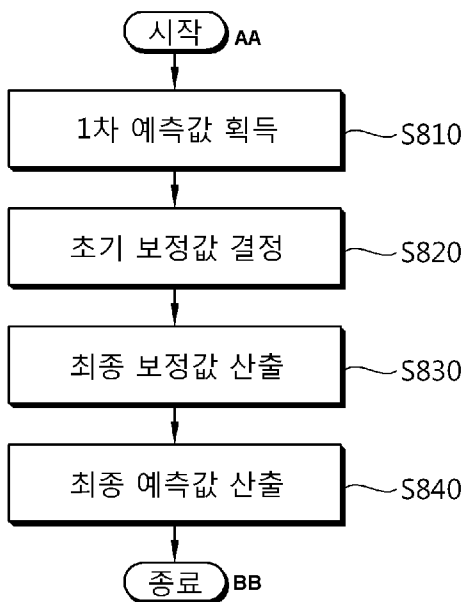 시작 AA
1차 예측값 획득 S810
초기 보정값 결정 S820
최종 보정값 산출 S830
최종 예측값 산출 S840
종료 BB